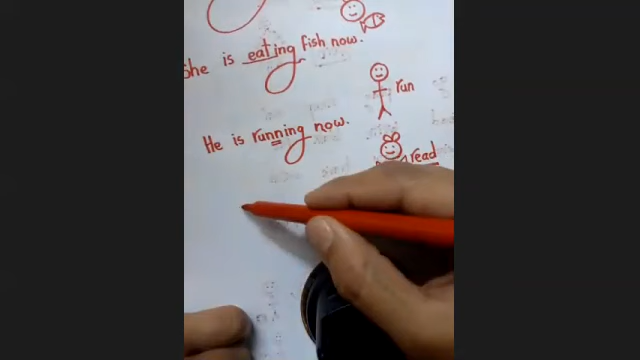 She is eating fish now.
run
He is running now.
read